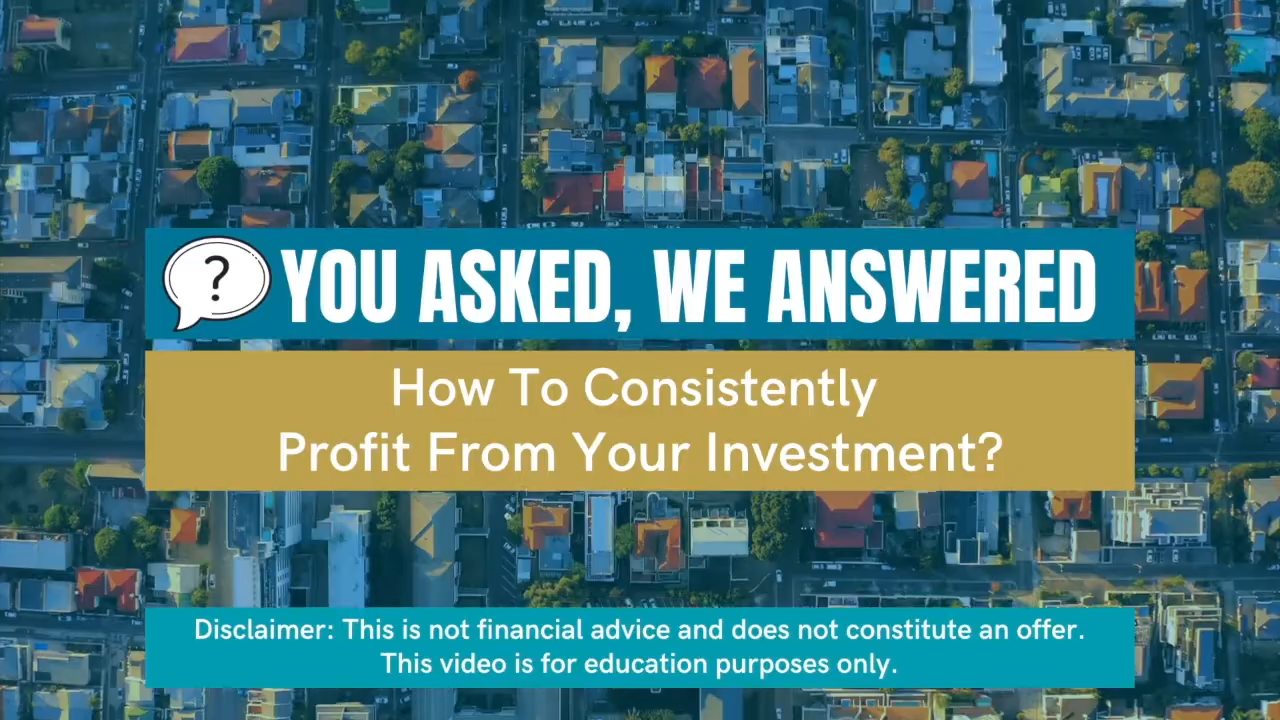 ?
YOU ASKED, WE ANSWERED
How To Consistently
Profit From Your Investment?
Disclaimer: This is not financial advice and does not constitute an offer.
This video is for education purposes only.